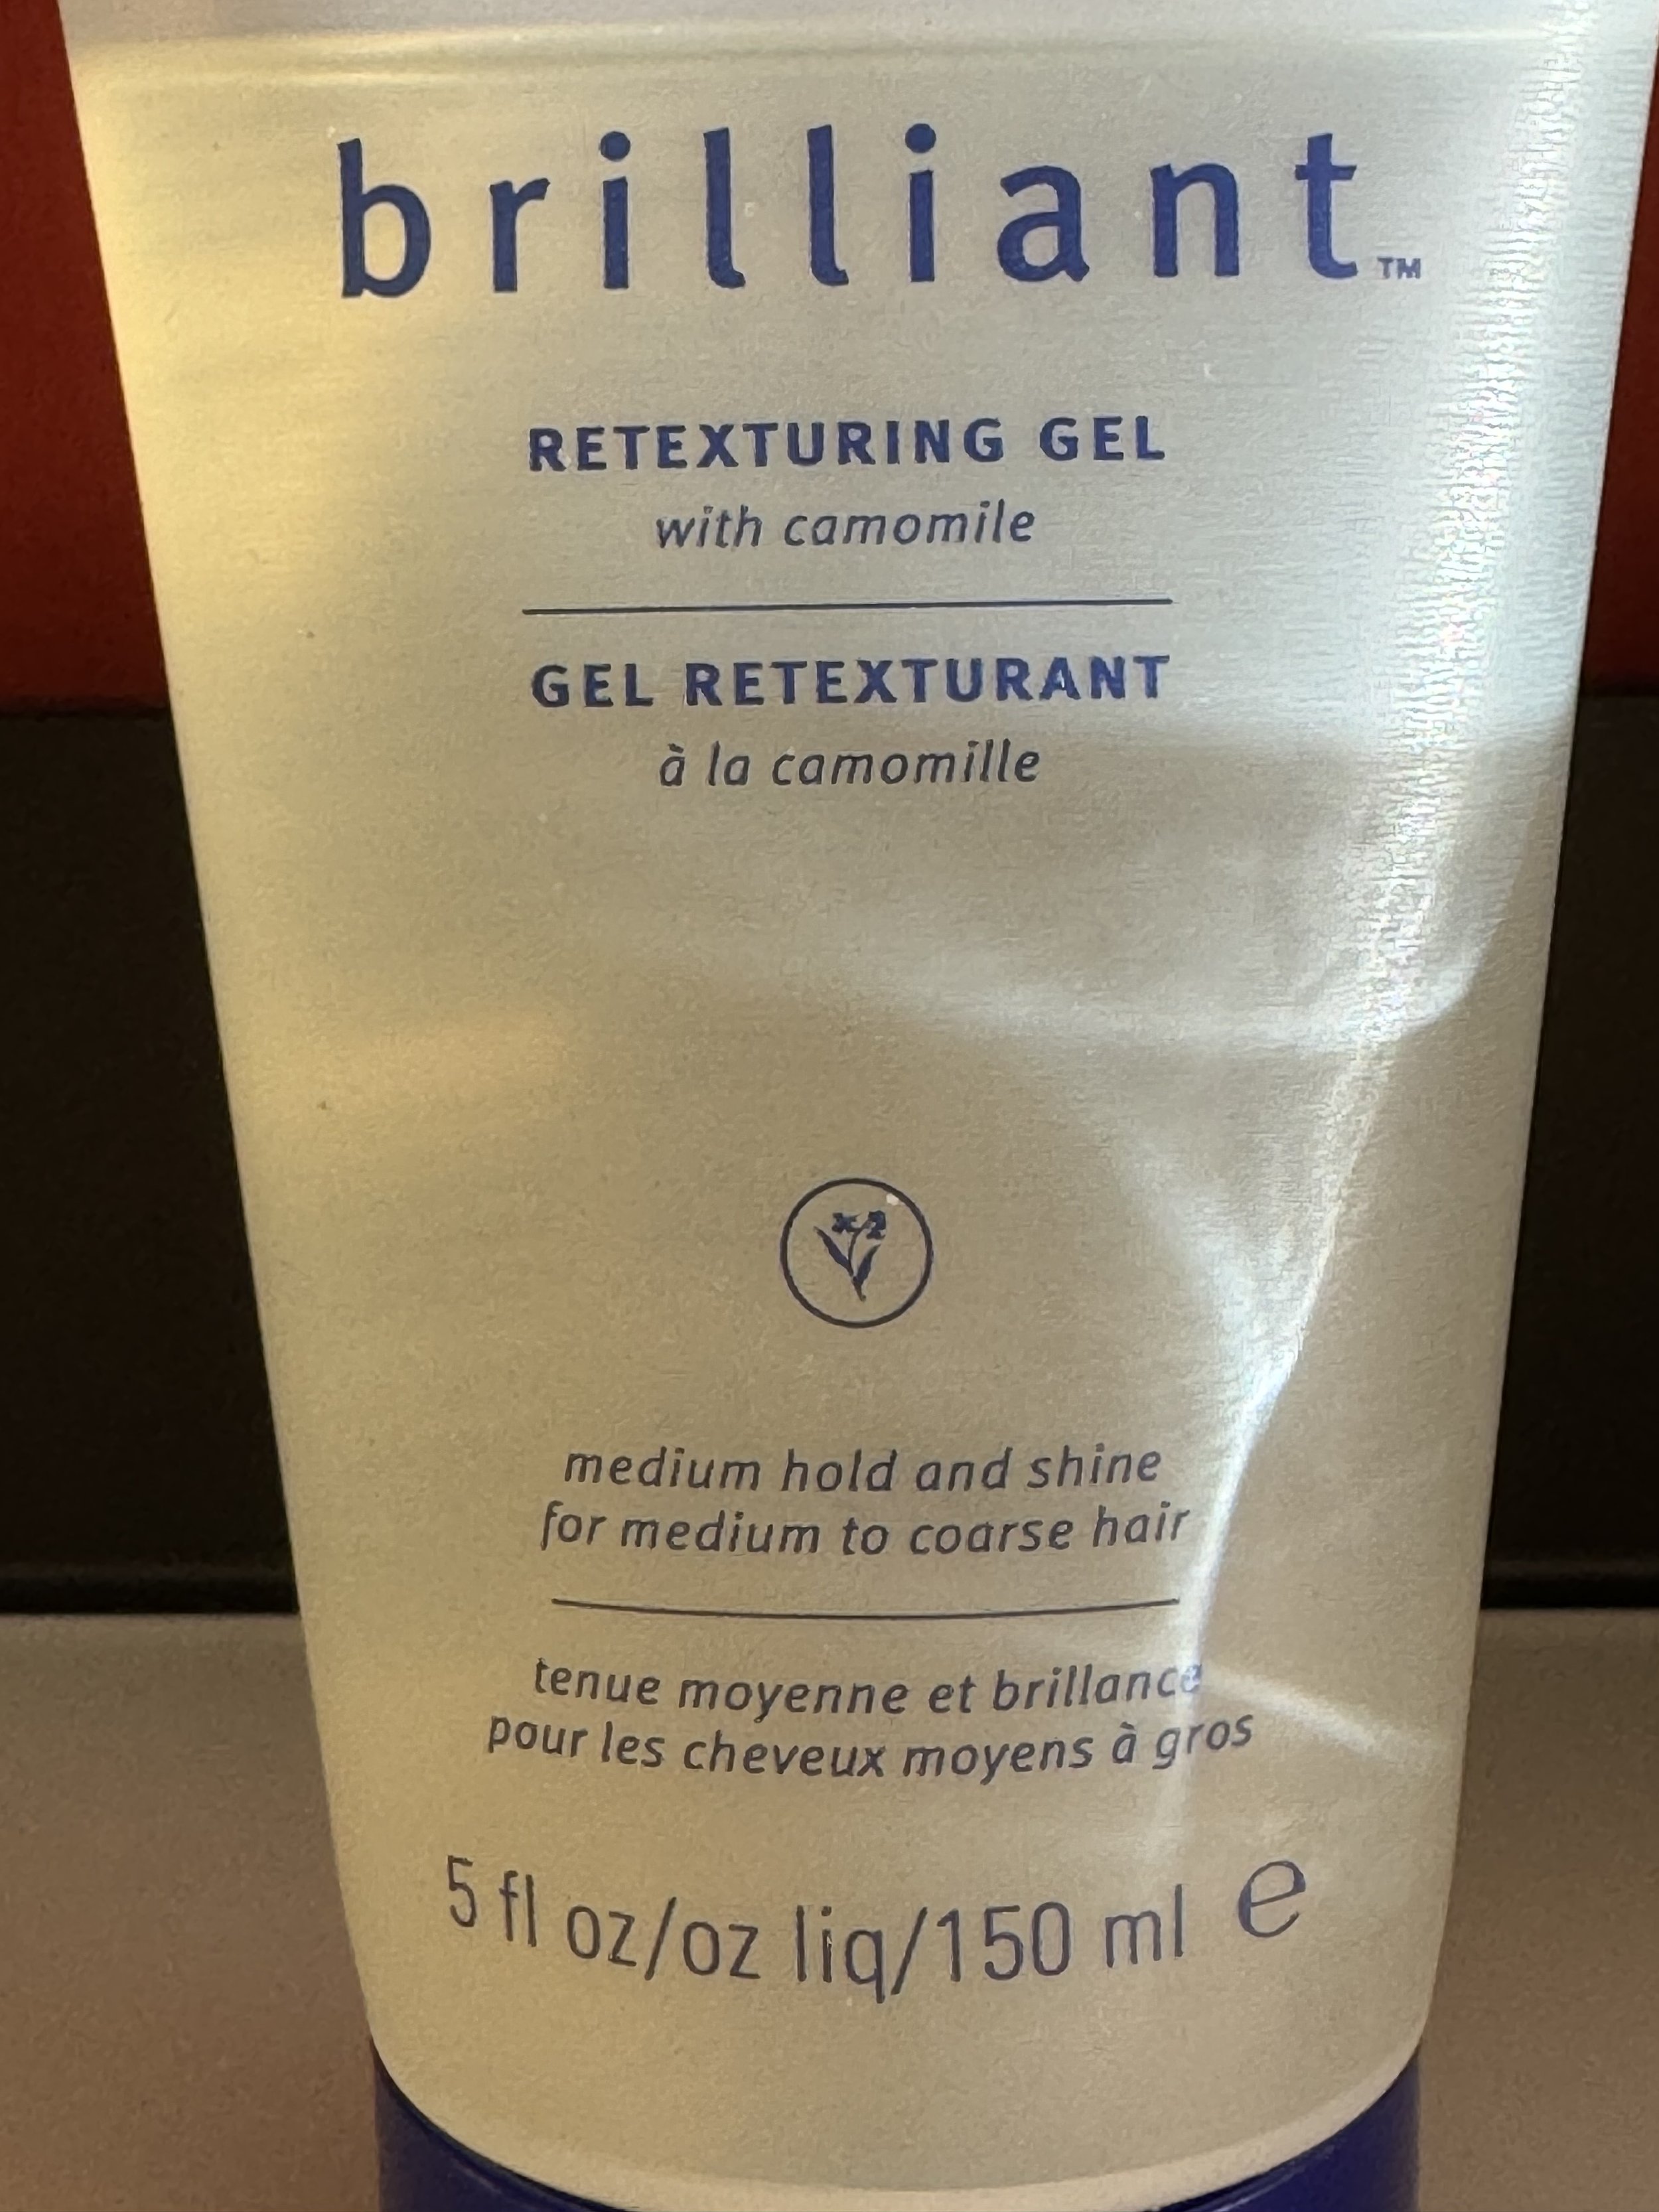 brilliant™
RETEXTURING GEL
with camomile
GEL RETEXTURANT
à la camomille
medium hold and shine
for medium to coarse hair
tenue moyenne et brillance
pour les cheveux moyens à gros
5 fl oz/oz liq/150 ml ℮